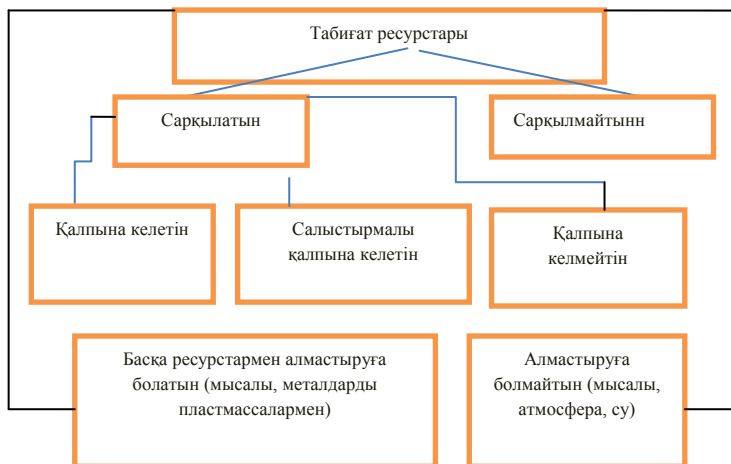 Табиғат ресурстары
Сарқылатын
Сарқылмайтынн
Қалпына келетін
Салыстырмалы
қалпына келетін
Қалпына
келмейтін
Басқа ресурстармен алмастыруға
болатын (мысалы, металдарды
пластмассалармен)
Алмастыруға
болмайтын (мысалы,
атмосфера, су)